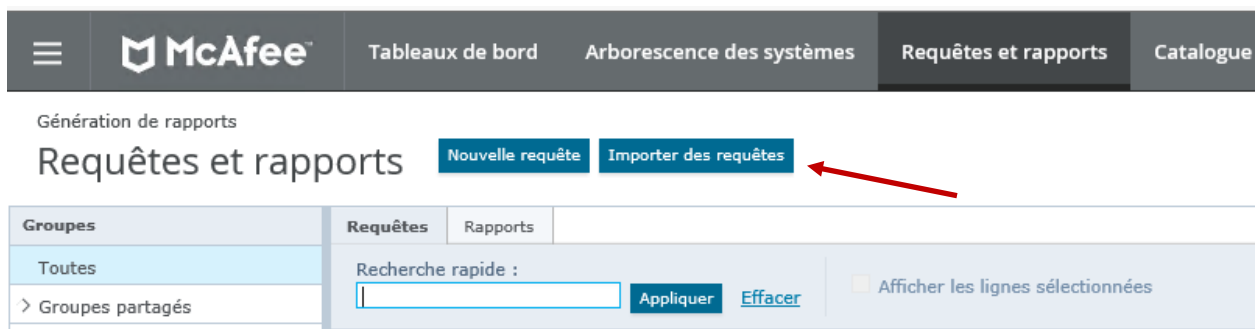 McAfee™ Tableaux de bord Arborescence des systèmes Requêtes et rapports Catalogue
Génération de rapports
Requêtes et rapports Nouvelle requête Importer des requêtes
Groupes Requêtes Rapports
Toutes Recherche rapide :
Appliquer Effacer Afficher les lignes sélectionnées
> Groupes partagés